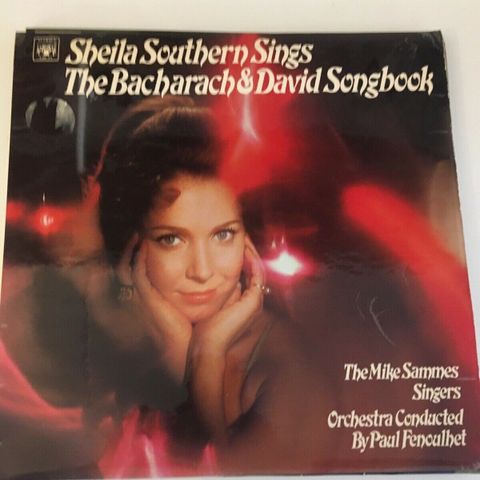 Sheila Southern Sings
The Bacharach & David Songbook
The Mike Sammes
Singers
Orchestra Conducted
By Paul Fenoulhet